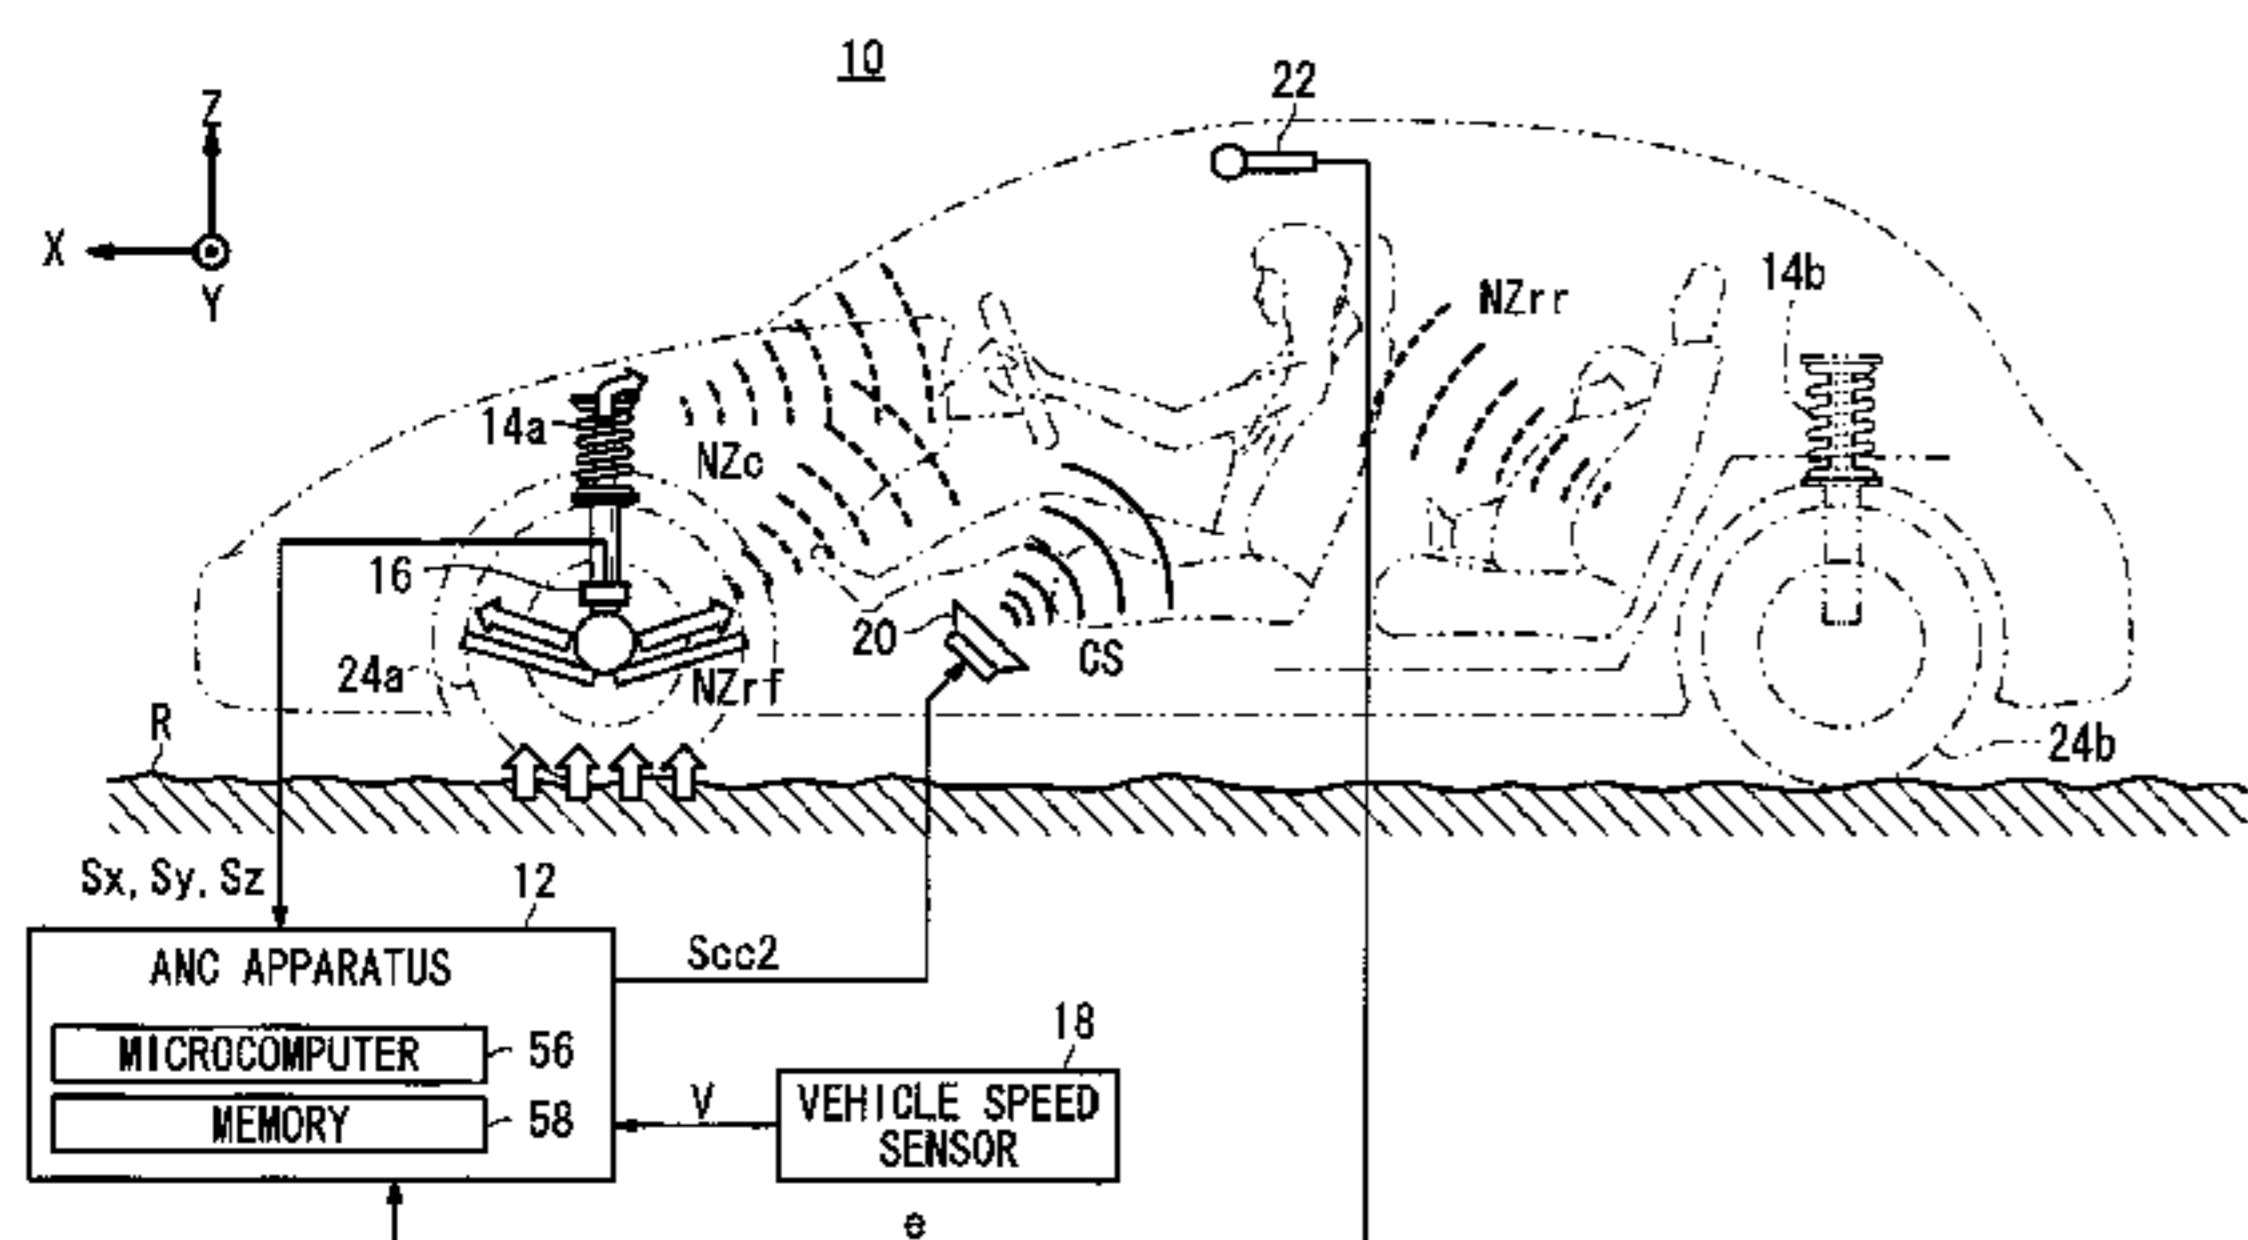 10
22
Z
X
Y
14b
NZrr
14a
NZc
16
20
CS
24a
NZrf
R
24b
Sx, Sy, Sz
12
ANC APPARATUS
Scc2
MICROCOMPUTER
56
18
MEMORY
58
V
VEHICLE SPEED
SENSOR
e